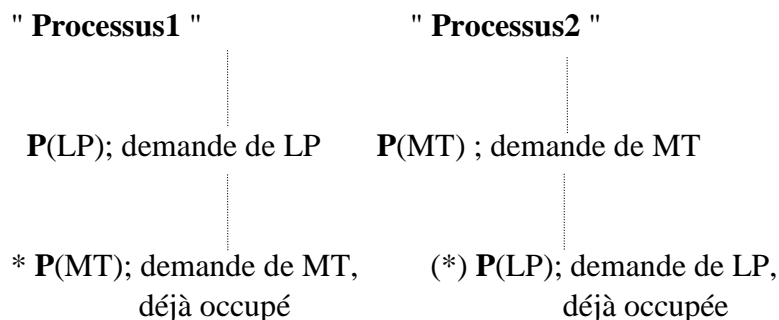 " Processus1 " " Processus2 "
P(LP); demande de LP P(MT) ; demande de MT
* P(MT); demande de MT, (*) P(LP); demande de LP,
déjà occupé déjà occupée